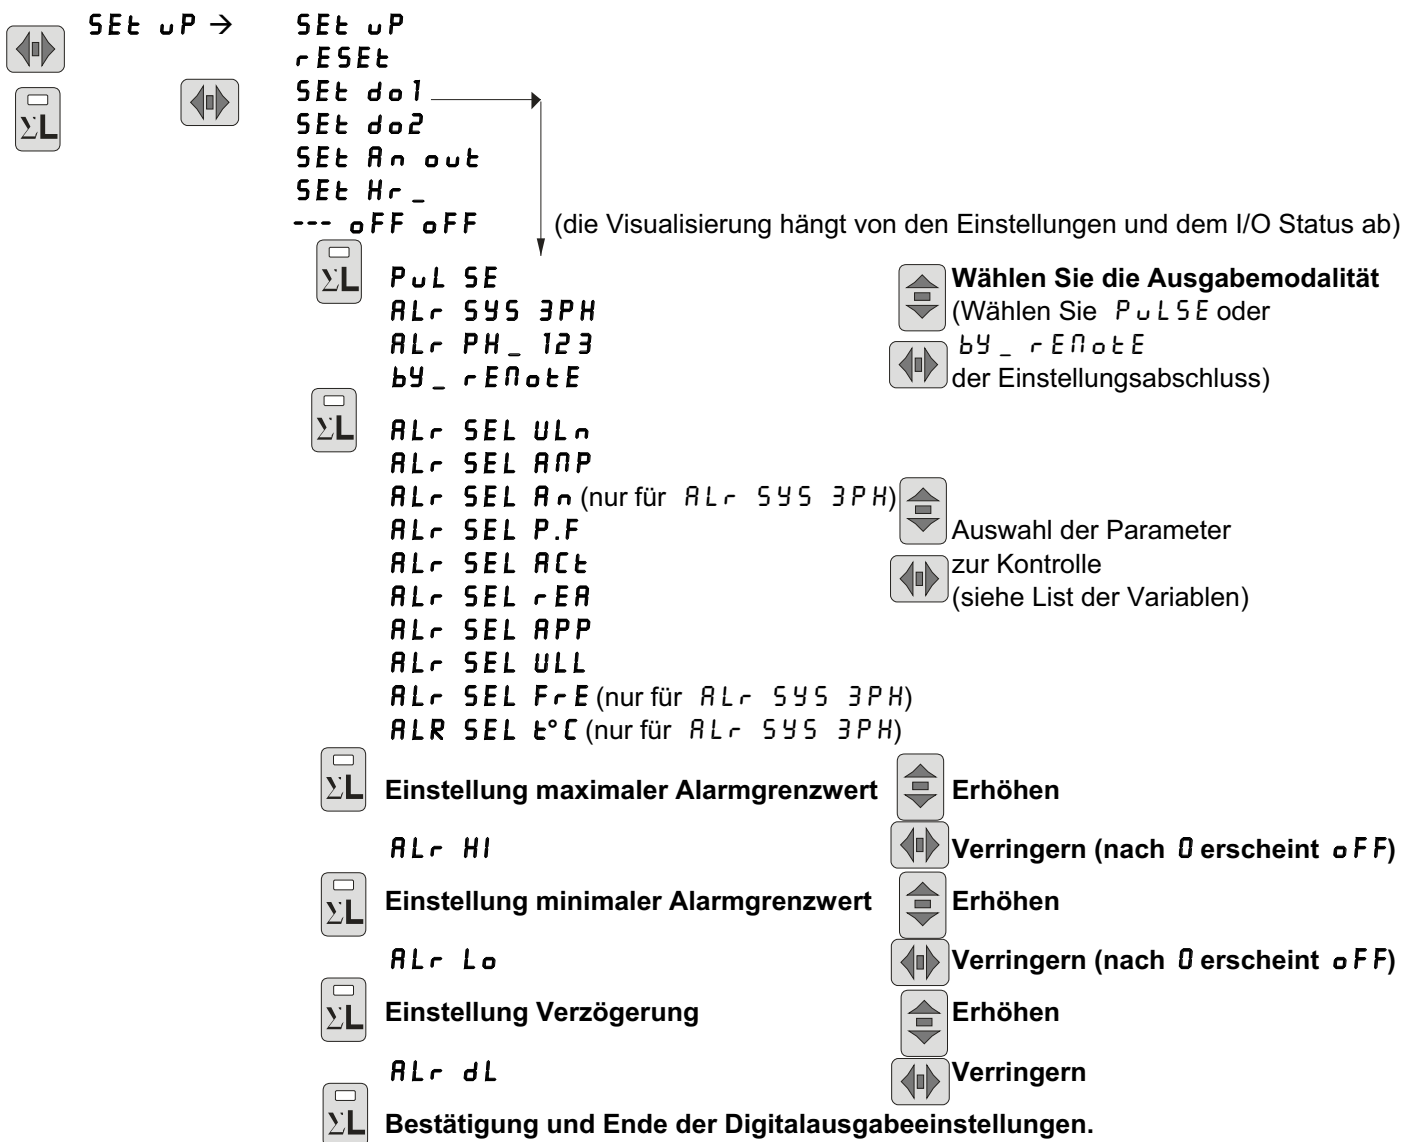 SEt uP → SEt uP
rESEt
SEt do1
ΣL
SEt do2
SEt An out
SEt Hr_
--- oFF oFF (die Visualisierung hängt von den Einstellungen und dem I/O Status ab)
ΣL PuL SE Wählen Sie die Ausgabemodalität
ALr SYS 3PH (Wählen Sie PuLSE oder
ALr PH_ 123 bY_ rEMotE
bY_ rEMotE der Einstellungsabschluss)
ΣL ALr SEL ULn
ALr SEL AMP
ALr SEL An (nur für ALr SYS 3PH)
ALr SEL P.F Auswahl der Parameter
ALr SEL ACt zur Kontrolle
ALr SEL rEA (siehe List der Variablen)
ALr SEL APP
ALr SEL ULL
ALr SEL FrE (nur für ALr SYS 3PH)
ALR SEL t°C (nur für ALr SYS 3PH)
ΣL Einstellung maximaler Alarmgrenzwert Erhöhen
ALr HI Verringern (nach 0 erscheint oFF)
ΣL Einstellung minimaler Alarmgrenzwert Erhöhen
ALr Lo Verringern (nach 0 erscheint oFF)
ΣL Einstellung Verzögerung Erhöhen
ALr dL Verringern
ΣL Bestätigung und Ende der Digitalausgabeeinstellungen.